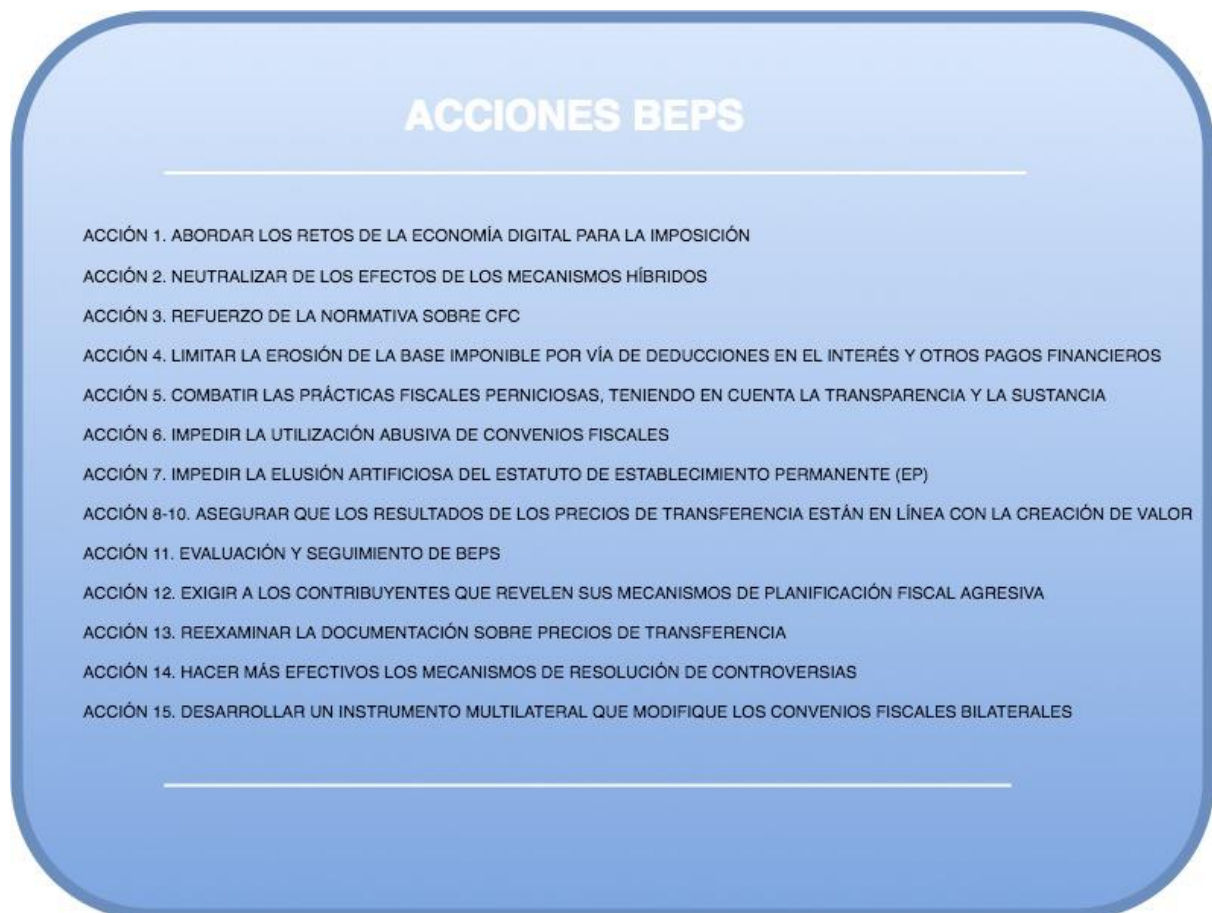 ACCIONES BEPS
ACCIÓN 1. ABORDAR LOS RETOS DE LA ECONOMÍA DIGITAL PARA LA IMPOSICIÓN
ACCIÓN 2. NEUTRALIZAR DE LOS EFECTOS DE LOS MECANISMOS HÍBRIDOS
ACCIÓN 3. REFUERZO DE LA NORMATIVA SOBRE CFC
ACCIÓN 4. LIMITAR LA EROSIÓN DE LA BASE IMPONIBLE POR VÍA DE DEDUCCIONES EN EL INTERÉS Y OTROS PAGOS FINANCIEROS
ACCIÓN 5. COMBATIR LAS PRÁCTICAS FISCALES PERNICIOSAS, TENIENDO EN CUENTA LA TRANSPARENCIA Y LA SUSTANCIA
ACCIÓN 6. IMPEDIR LA UTILIZACIÓN ABUSIVA DE CONVENIOS FISCALES
ACCIÓN 7. IMPEDIR LA ELUSIÓN ARTIFICIOSA DEL ESTATUTO DE ESTABLECIMIENTO PERMANENTE (EP)
ACCIÓN 8-10. ASEGURAR QUE LOS RESULTADOS DE LOS PRECIOS DE TRANSFERENCIA ESTÁN EN LÍNEA CON LA CREACIÓN DE VALOR
ACCIÓN 11. EVALUACIÓN Y SEGUIMIENTO DE BEPS
ACCIÓN 12. EXIGIR A LOS CONTRIBUYENTES QUE REVELEN SUS MECANISMOS DE PLANIFICACIÓN FISCAL AGRESIVA
ACCIÓN 13. REEXAMINAR LA DOCUMENTACIÓN SOBRE PRECIOS DE TRANSFERENCIA
ACCIÓN 14. HACER MÁS EFECTIVOS LOS MECANISMOS DE RESOLUCIÓN DE CONTROVERSIAS
ACCIÓN 15. DESARROLLAR UN INSTRUMENTO MULTILATERAL QUE MODIFIQUE LOS CONVENIOS FISCALES BILATERALES